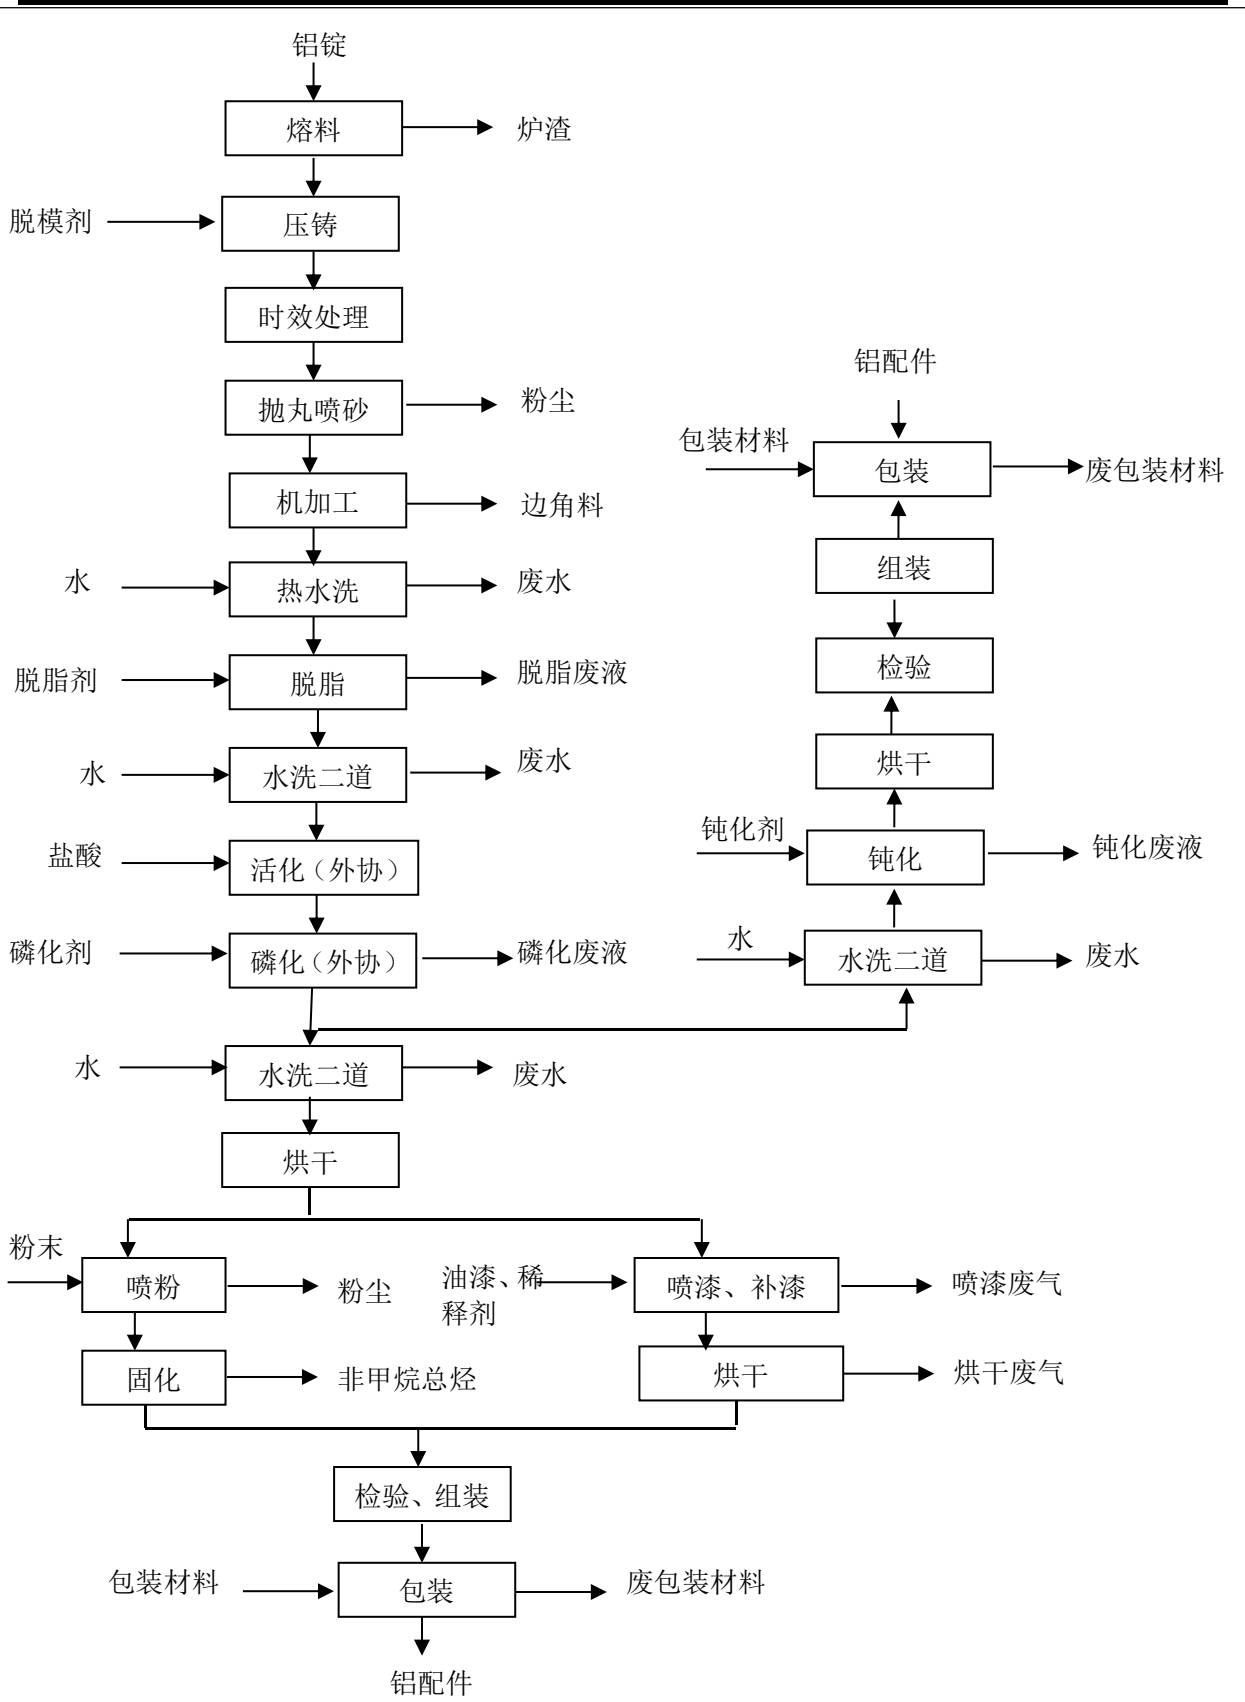 铝锭
熔料
炉渣
脱模剂
压铸
时效处理
抛丸喷砂
粉尘
机加工
边角料
水
热水洗
废水
脱脂剂
脱脂
脱脂废液
水
水洗二道
废水
盐酸
活化（外协）
磷化剂
磷化（外协）
磷化废液
水
水洗二道
废水
烘干
铝配件
包装材料
包装
废包装材料
组装
检验
烘干
钝化剂
钝化
钝化废液
水
水洗二道
废水
粉末
喷粉
粉尘
固化
非甲烷总烃
油漆、稀
释剂
喷漆、补漆
喷漆废气
烘干
烘干废气
检验、组装
包装材料
包装
废包装材料
铝配件